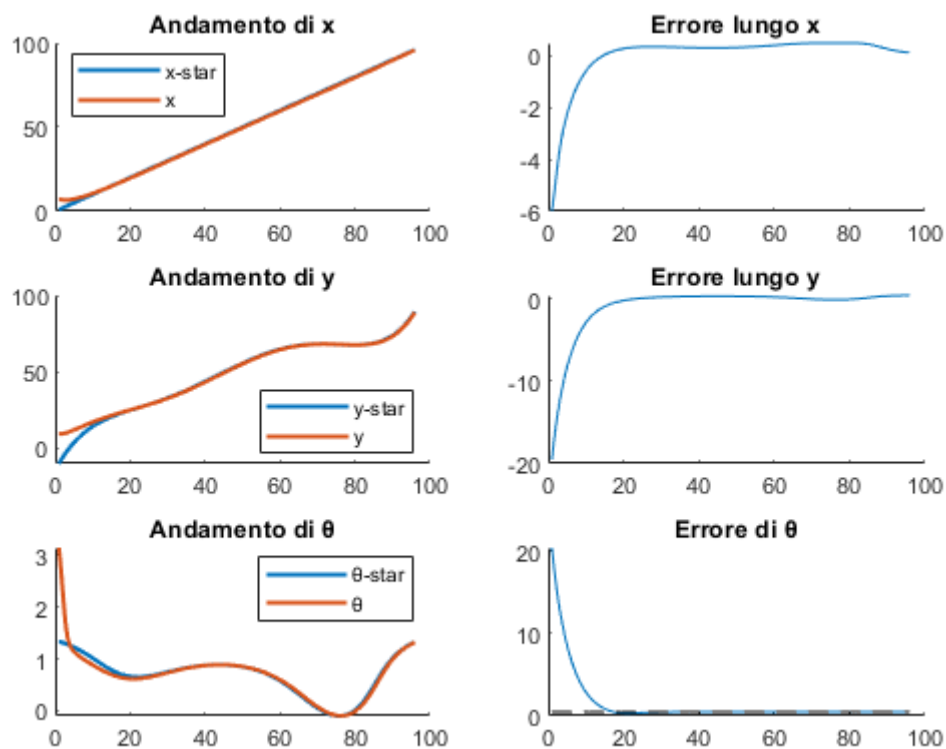 Andamento di x
100
50
0
x-star
x
0 20 40 60 80 100
Errore lungo x
0
-2
-4
-6
0 20 40 60 80 100
Andamento di y
100
50
0
y-star
y
0 20 40 60 80 100
Errore lungo y
0
-10
-20
0 20 40 60 80 100
Andamento di θ
3
2
1
0
θ-star
θ
0 20 40 60 80 100
Errore di θ
20
10
0
0 20 40 60 80 100